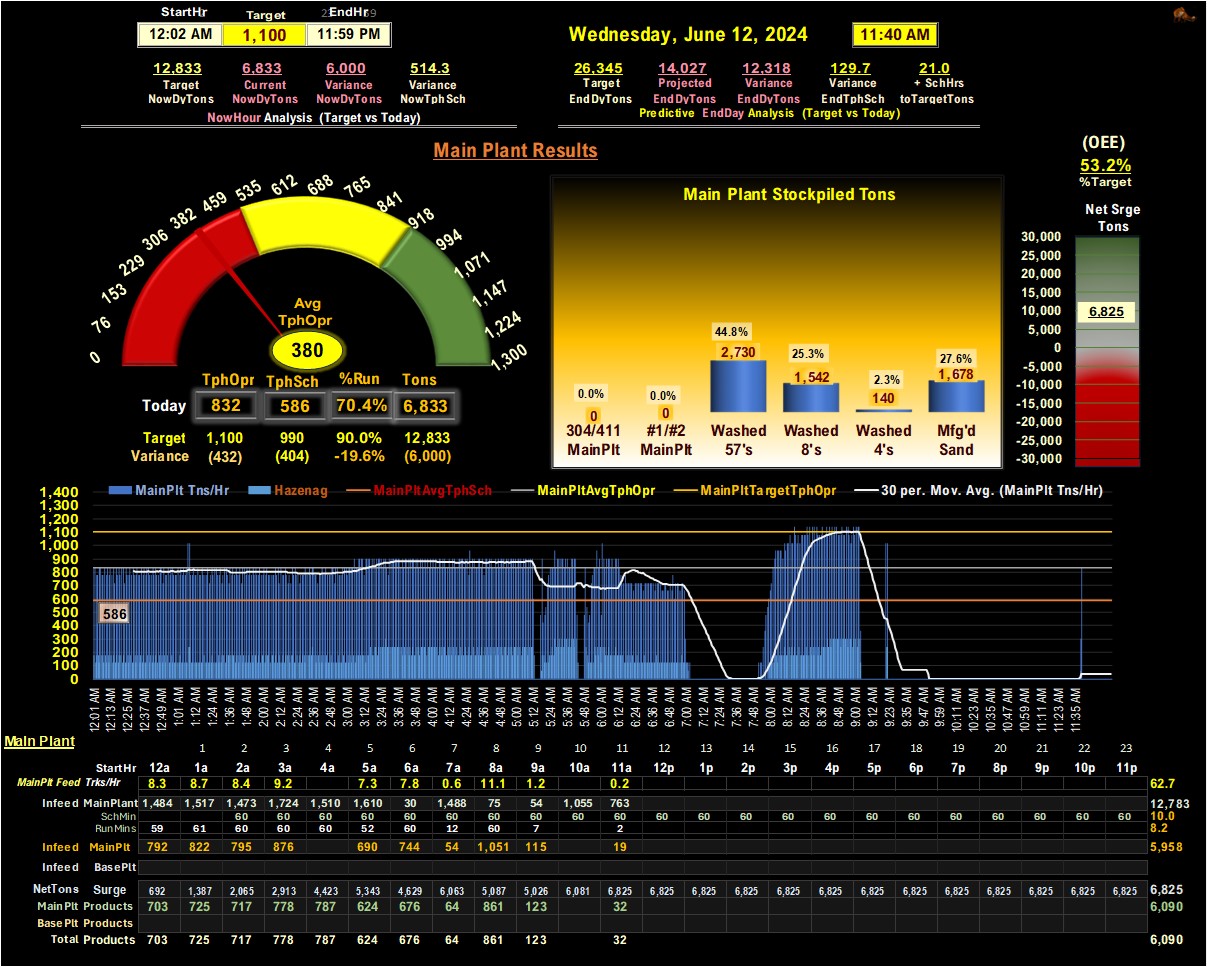 StartHr Target EndHr
12:02 AM 1,100 11:59 PM
Wednesday, June 12, 2024 11:40 AM
12,833 6,833 6,000 514.3
Target Current Variance Variance
NowDyTons NowDyTons NowDyTons NowTphSch
NowHour Analysis (Target vs Today)
26,345 14,027 12,318 129.7 21.0
Target Projected Variance Variance + SchHrs
EndDyTons EndDyTons EndDyTons EndTphSch toTargetTons
Predictive EndDay Analysis (Target vs Today)
Main Plant Results
(OEE)
53.2%
%Target
0 76 153 229 306 382 459 535 612 688 765 841 918 994 1,071 1,147 1,224 1,300
Avg
TphOpr
380
TphOpr TphSch %Run Tons
Today 832 586 70.4% 6,833
Target 1,100 990 90.0% 12,833
Variance (432) (404) -19.6% (6,000)
Main Plant Stockpiled Tons
0.0% 0.0% 44.8% 25.3% 2.3% 27.6%
0 0 2,730 1,542 140 1,678
304/411 #1/#2 Washed Washed Washed Mfg'd
MainPlt MainPlt 57's 8's 4's Sand
Net Srge
Tons
30,000
25,000
20,000
15,000
10,000
6,825
5,000
0
-5,000
-10,000
-15,000
-20,000
-25,000
-30,000
MainPlt Tns/Hr Hazenag MainPltAvgTphSch MainPltAvgTphOpr MainPltTargetTphOpr 30 per. Mov. Avg. (MainPlt Tns/Hr)
1,400
1,300
1,200
1,100
1,000
900
800
700
600
586
500
400
300
200
100
0
12:01 AM 12:13 AM 12:25 AM 12:37 AM 12:49 AM 1:01 AM 1:12 AM 1:24 AM 1:36 AM 1:48 AM 2:00 AM 2:12 AM 2:24 AM 2:36 AM 2:48 AM 3:00 AM 3:12 AM 3:24 AM 3:36 AM 3:48 AM 4:00 AM 4:12 AM 4:24 AM 4:36 AM 4:48 AM 5:00 AM 5:12 AM 5:24 AM 5:36 AM 5:48 AM 6:00 AM 6:12 AM 6:24 AM 6:36 AM 6:48 AM 7:00 AM 7:12 AM 7:24 AM 7:36 AM 7:48 AM 8:00 AM 8:12 AM 8:24 AM 8:36 AM 8:48 AM 9:00 AM 9:11 AM 9:23 AM 9:35 AM 9:47 AM 9:59 AM 10:11 AM 10:23 AM 10:35 AM 10:47 AM 10:59 AM 11:11 AM 11:23 AM 11:35 AM
Main Plant
1 2 3 4 5 6 7 8 9 10 11 12 13 14 15 16 17 18 19 20 21 22 23
StartHr 12a 1a 2a 3a 4a 5a 6a 7a 8a 9a 10a 11a 12p 1p 2p 3p 4p 5p 6p 7p 8p 9p 10p 11p
MainPlt Feed Trks/Hr 8.3 8.7 8.4 9.2 7.3 7.8 0.6 11.1 1.2 0.2 62.7
Infeed MainPlant 1,484 1,517 1,473 1,724 1,510 1,610 30 1,488 75 54 1,055 763 12,783
SchMin 60 60 60 60 60 60 60 60 60 60 60 60 60 60 60 60 60 60 60 60 60 60 10.0
RunMins 59 61 60 60 60 52 60 12 60 7 2 8.2
Infeed MainPlt 792 822 795 876 690 744 54 1,051 115 19 5,958
Infeed BasePlt
NetTons Surge 692 1,387 2,065 2,913 4,423 5,343 4,629 6,063 5,087 5,026 6,081 6,825 6,825 6,825 6,825 6,825 6,825 6,825 6,825 6,825 6,825 6,825 6,825 6,825 6,825
MainPlt Products 703 725 717 778 787 624 676 64 861 123 32 6,090
BasePlt Products
Total Products 703 725 717 778 787 624 676 64 861 123 32 6,090